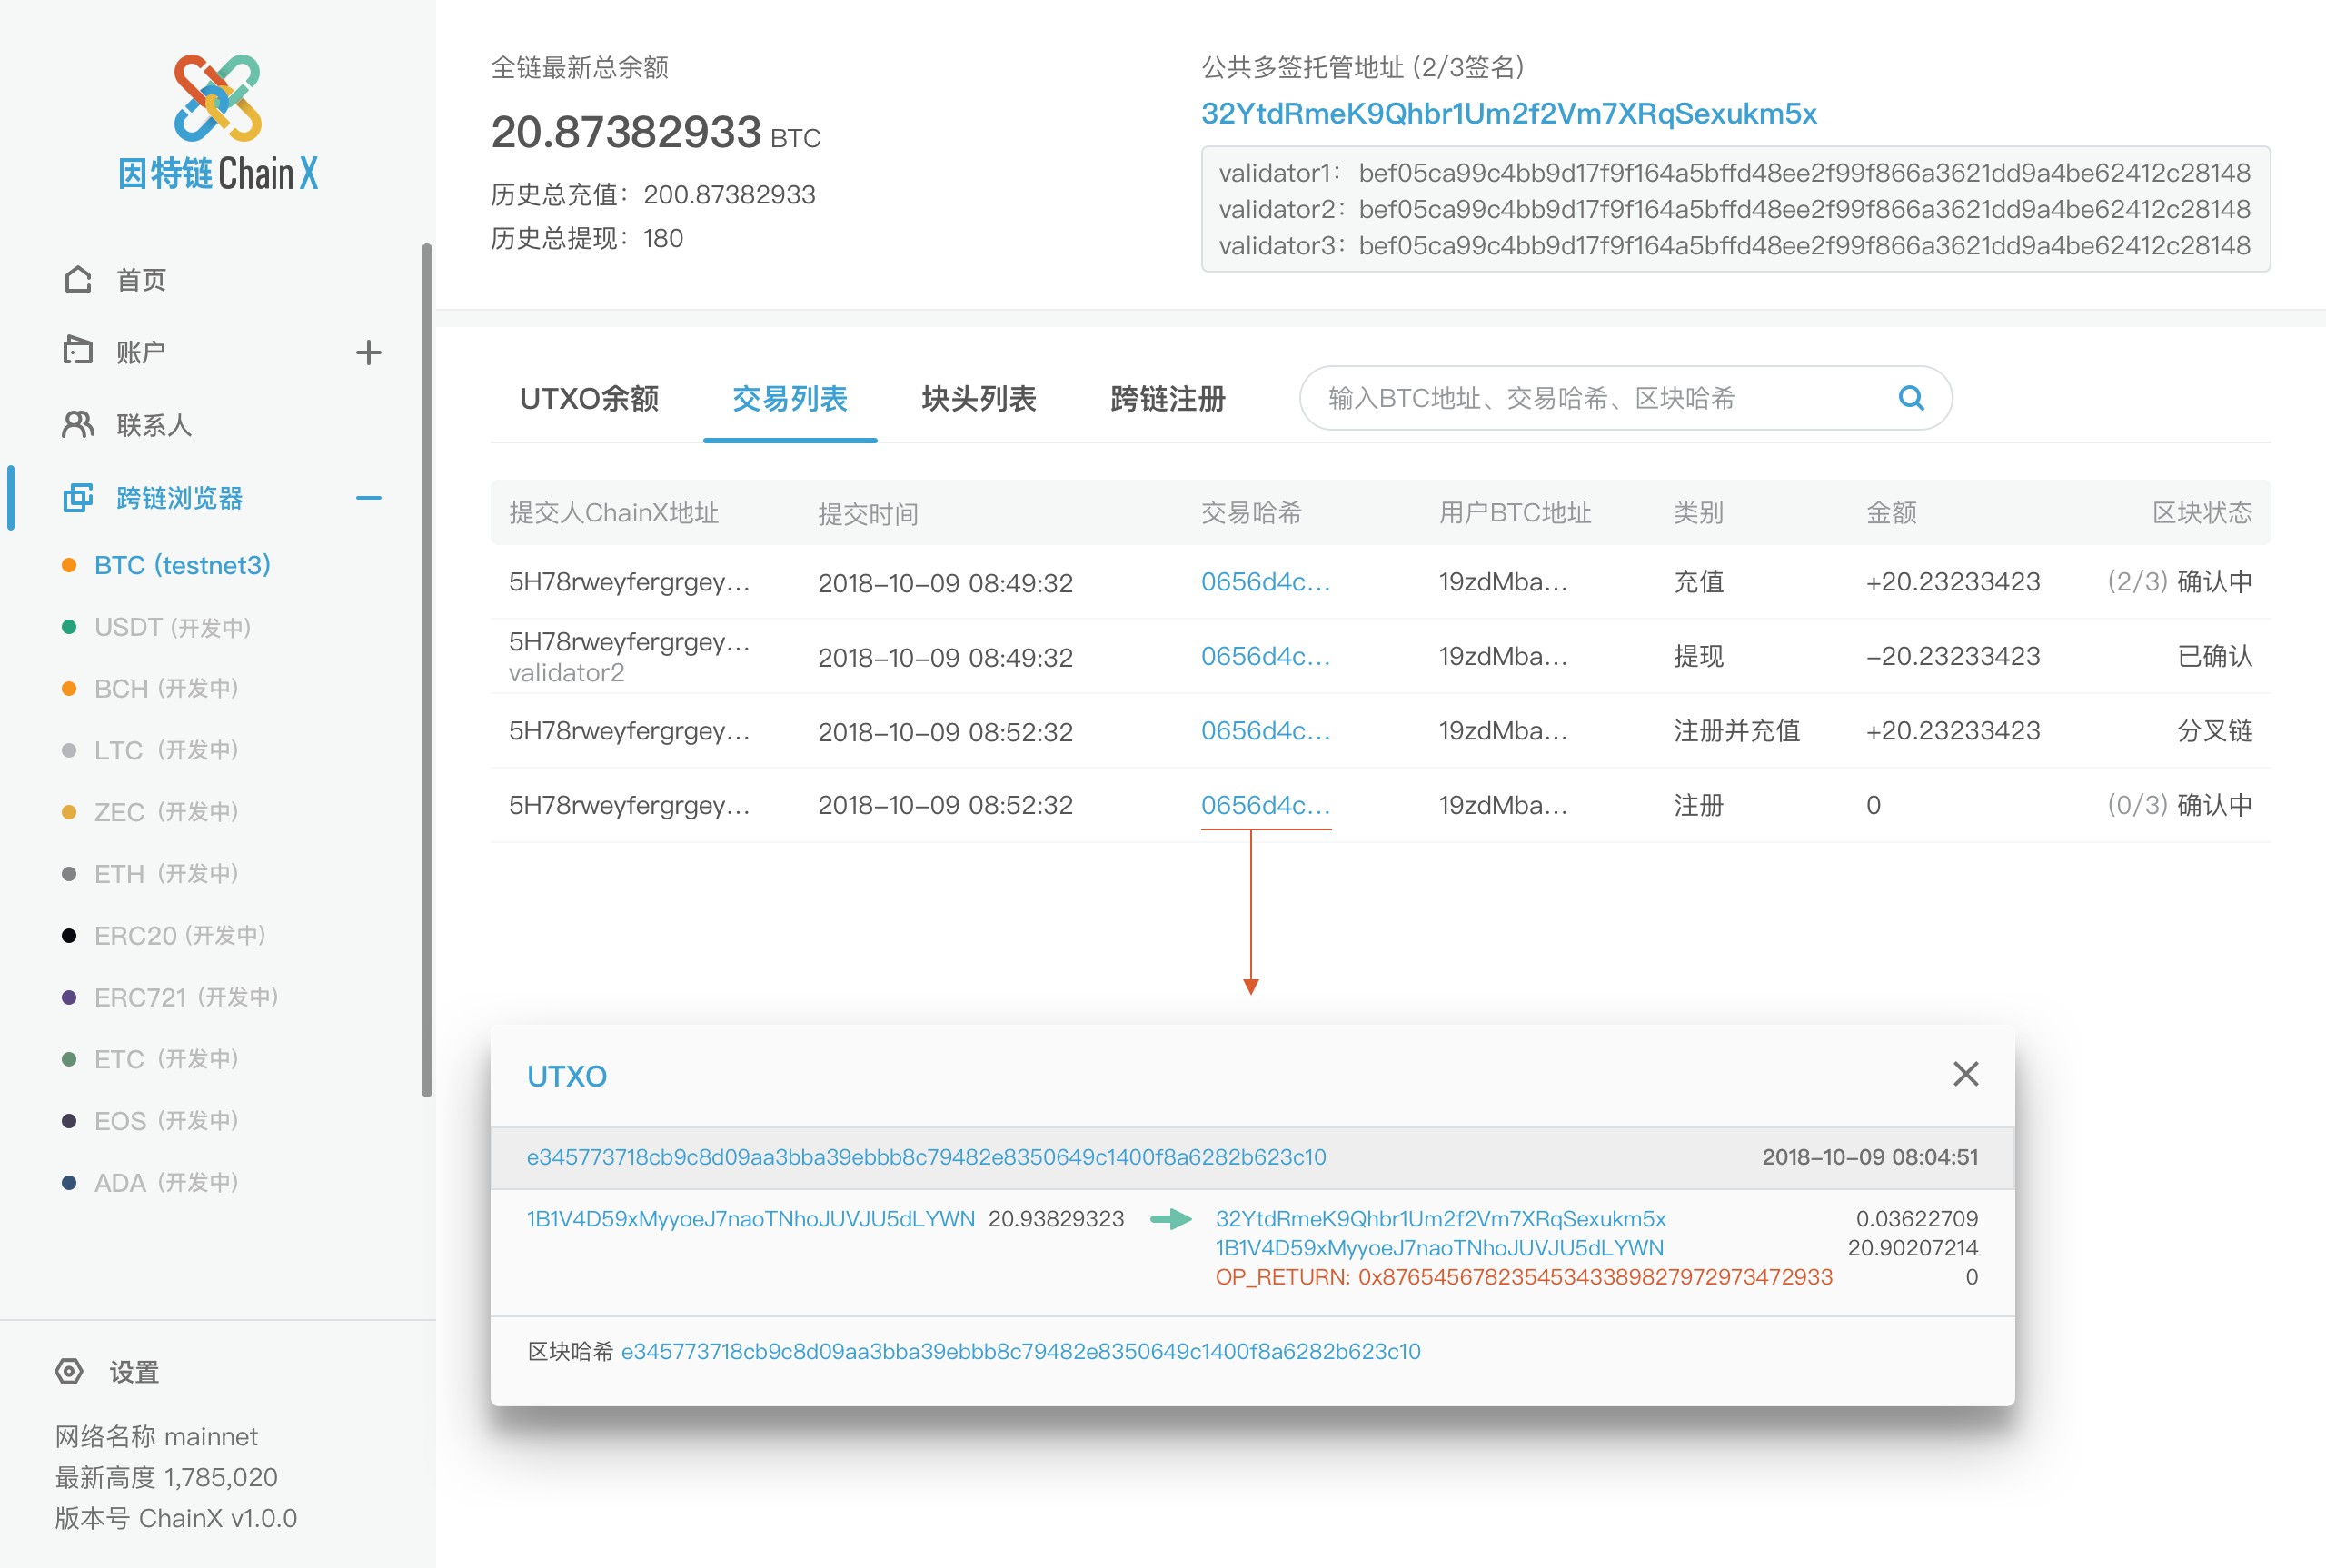 因特链 ChainX
首页
账户
联系人
跨链浏览器
BTC (testnet3)
USDT (开发中)
BCH (开发中)
LTC (开发中)
ZEC (开发中)
ETH (开发中)
ERC20 (开发中)
ERC721 (开发中)
ETC (开发中)
EOS (开发中)
ADA (开发中)
设置
网络名称 mainnet
最新高度 1,785,020
版本号 ChainX v1.0.0
全链最新总余额
20.87382933 BTC
历史总充值：200.87382933
历史总提现：180
公共多签托管地址 (2/3签名)
32YtdRmeK9Qhbr1Um2f2Vm7XRqSexukm5x
validator1：bef05ca99c4bb9d17f9f164a5bffd48ee2f99f866a3621dd9a4be62412c28148
validator2：bef05ca99c4bb9d17f9f164a5bffd48ee2f99f866a3621dd9a4be62412c28148
validator3：bef05ca99c4bb9d17f9f164a5bffd48ee2f99f866a3621dd9a4be62412c28148
UTXO余额 交易列表 块头列表 跨链注册 输入BTC地址、交易哈希、区块哈希
提交人ChainX地址 提交时间 交易哈希 用户BTC地址 类别 金额 区块状态
5H78rweyfergrgey... 2018-10-09 08:49:32 0656d4c... 19zdMba... 充值 +20.23233423 (2/3) 确认中
5H78rweyfergrgey... 2018-10-09 08:49:32 0656d4c... 19zdMba... 提现 -20.23233423 已确认
validator2
5H78rweyfergrgey... 2018-10-09 08:52:32 0656d4c... 19zdMba... 注册并充值 +20.23233423 分叉链
5H78rweyfergrgey... 2018-10-09 08:52:32 0656d4c... 19zdMba... 注册 0 (0/3) 确认中
UTXO
e345773718cb9c8d09aa3bba39ebbb8c79482e8350649c1400f8a6282b623c10 2018-10-09 08:04:51
1B1V4D59xMyyoeJ7naoTNhoJUVJU5dLYWN 20.93829323 32YtdRmeK9Qhbr1Um2f2Vm7XRqSexukm5x 0.03622709
1B1V4D59xMyyoeJ7naoTNhoJUVJU5dLYWN 20.90207214
OP_RETURN: 0x87654567823545343389827972973472933 0
区块哈希 e345773718cb9c8d09aa3bba39ebbb8c79482e8350649c1400f8a6282b623c10